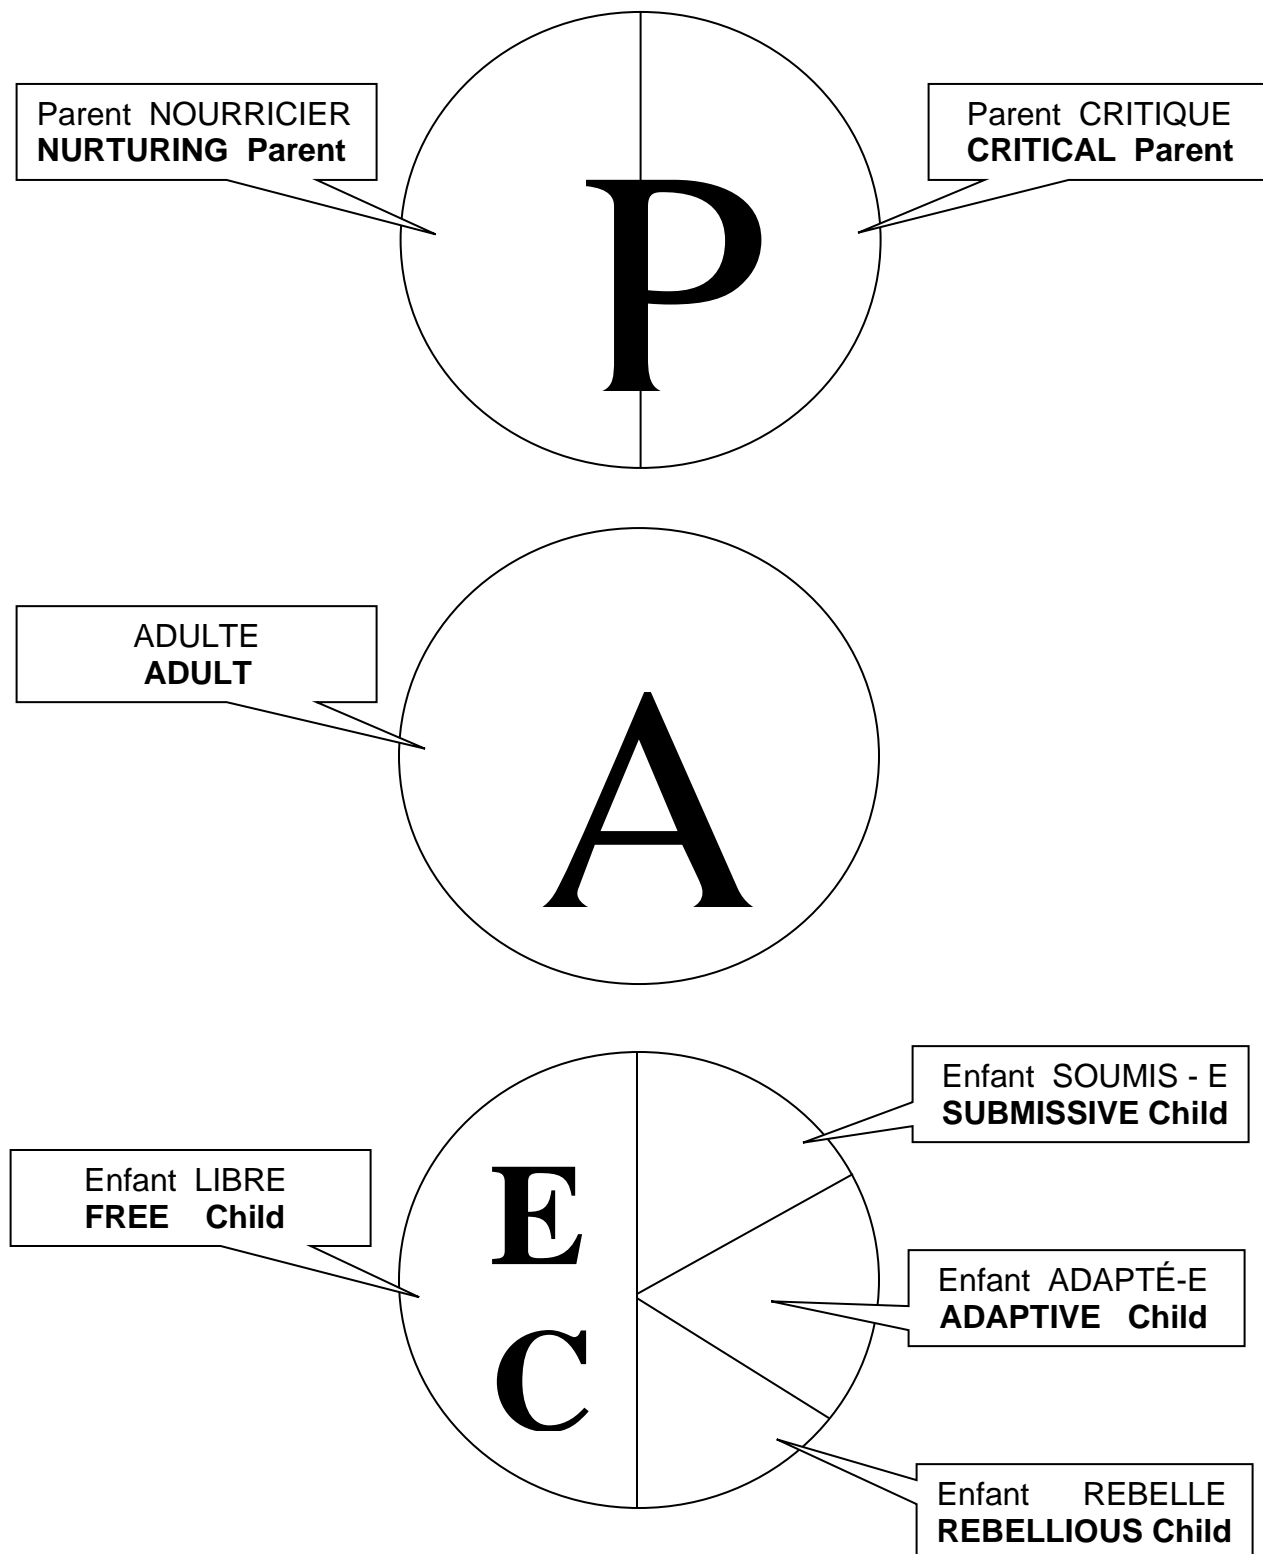 Parent NOURRICIER
NURTURING Parent
Parent CRITIQUE
CRITICAL Parent
P
ADULTE
ADULT
A
Enfant SOUMIS - E
SUBMISSIVE Child
Enfant LIBRE
FREE Child
E
C
Enfant ADAPTÉ-E
ADAPTIVE Child
Enfant REBELLE
REBELLIOUS Child